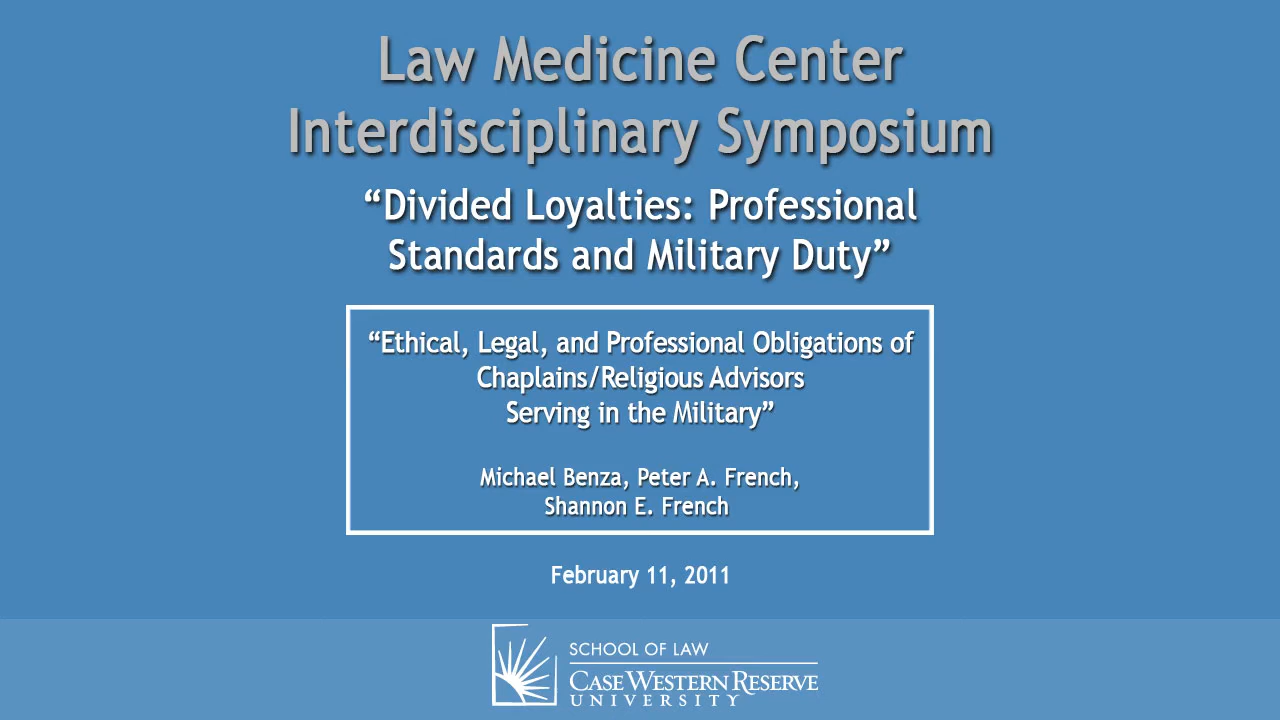 Law Medicine Center
Interdisciplinary Symposium
“Divided Loyalties: Professional
Standards and Military Duty”
“Ethical, Legal, and Professional Obligations of
Chaplains/Religious Advisors
Serving in the Military”
Michael Benza, Peter A. French,
Shannon E. French
February 11, 2011
SCHOOL OF LAW
CASE WESTERN RESERVE
UNIVERSITY